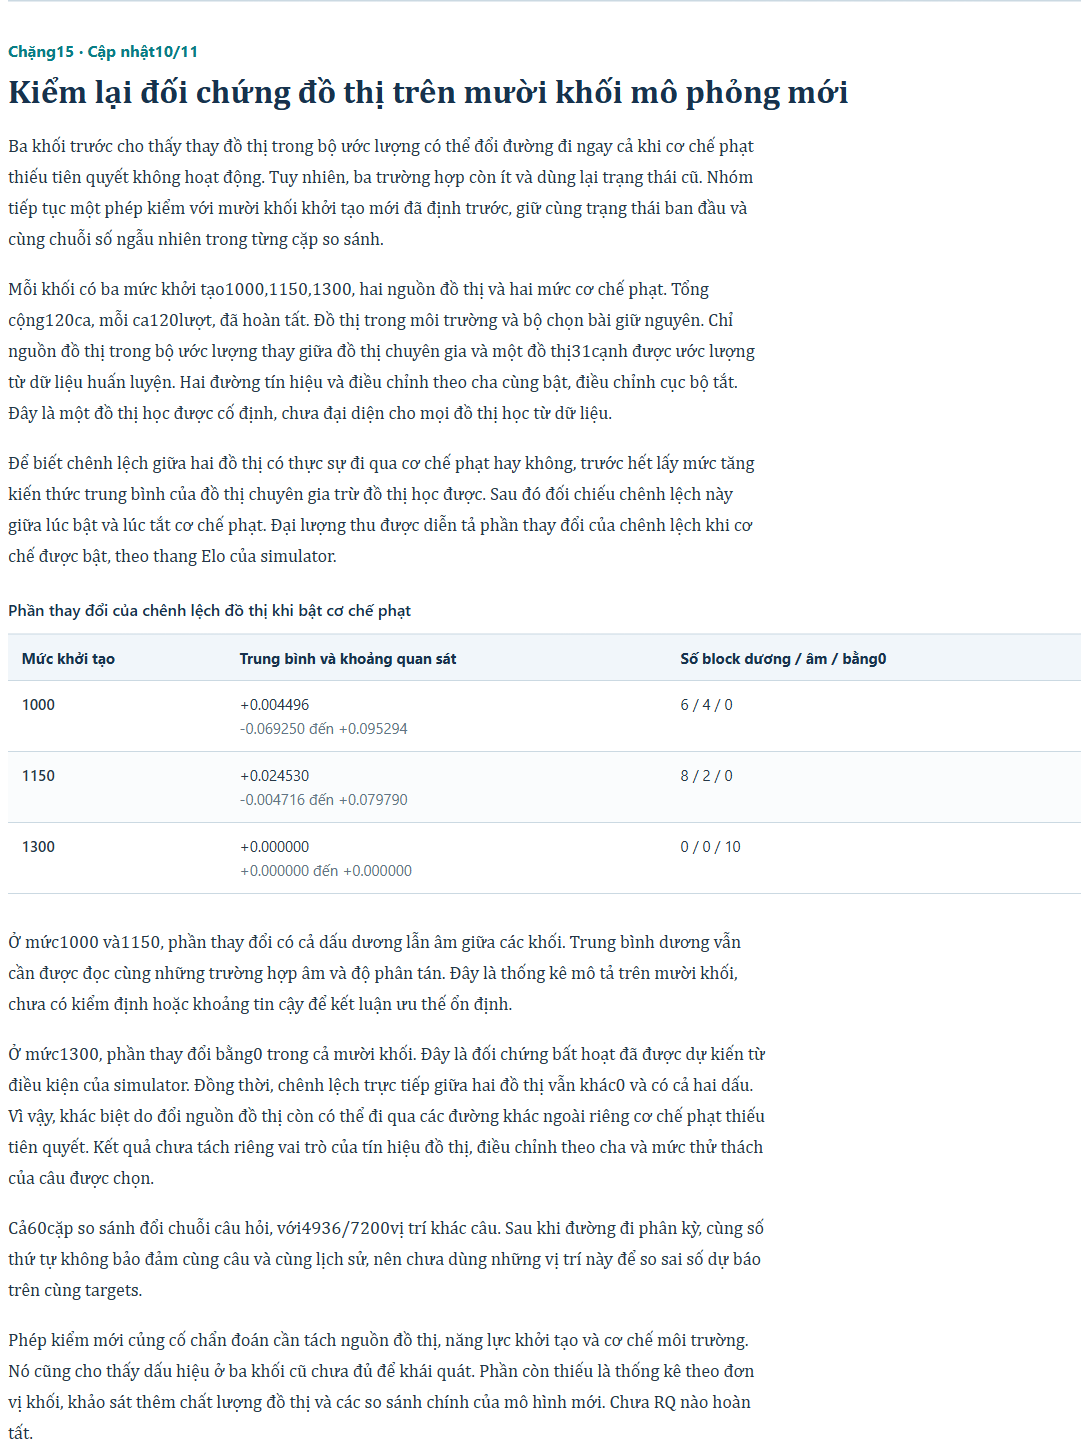 Chặng15 · Cập nhật10/11
Kiểm lại đối chứng đồ thị trên mười khối mô phỏng mới
Ba khối trước cho thấy thay đồ thị trong bộ ước lượng có thể đổi đường đi ngay cả khi cơ chế phạt
thiếu tiên quyết không hoạt động. Tuy nhiên, ba trường hợp còn ít và dùng lại trạng thái cũ. Nhóm
tiếp tục một phép kiểm với mười khối khởi tạo mới đã định trước, giữ cùng trạng thái ban đầu và
cùng chuỗi số ngẫu nhiên trong từng cặp so sánh.
Mỗi khối có ba mức khởi tạo1000,1150,1300, hai nguồn đồ thị và hai mức cơ chế phạt. Tổng
cộng120ca, mỗi ca120lượt, đã hoàn tất. Đồ thị trong môi trường và bộ chọn bài giữ nguyên. Chỉ
nguồn đồ thị trong bộ ước lượng thay giữa đồ thị chuyên gia và một đồ thị31cạnh được ước lượng
từ dữ liệu huấn luyện. Hai đường tín hiệu và điều chỉnh theo cha cùng bật, điều chỉnh cục bộ tắt.
Đây là một đồ thị học được cố định, chưa đại diện cho mọi đồ thị học từ dữ liệu.
Để biết chênh lệch giữa hai đồ thị có thực sự đi qua cơ chế phạt hay không, trước hết lấy mức tăng
kiến thức trung bình của đồ thị chuyên gia trừ đồ thị học được. Sau đó đối chiếu chênh lệch này
giữa lúc bật và lúc tắt cơ chế phạt. Đại lượng thu được diễn tả phần thay đổi của chênh lệch khi cơ
chế được bật, theo thang Elo của simulator.
Phần thay đổi của chênh lệch đồ thị khi bật cơ chế phạt
Mức khởi tạo Trung bình và khoảng quan sát Số block dương / âm / bằng0
1000 +0.004496 6 / 4 / 0
-0.069250 đến +0.095294
1150 +0.024530 8 / 2 / 0
-0.004716 đến +0.079790
1300 +0.000000 0 / 0 / 10
+0.000000 đến +0.000000
Ở mức1000 và1150, phần thay đổi có cả dấu dương lẫn âm giữa các khối. Trung bình dương vẫn
cần được đọc cùng những trường hợp âm và độ phân tán. Đây là thống kê mô tả trên mười khối,
chưa có kiểm định hoặc khoảng tin cậy để kết luận ưu thế ổn định.
Ở mức1300, phần thay đổi bằng0 trong cả mười khối. Đây là đối chứng bất hoạt đã được dự kiến từ
điều kiện của simulator. Đồng thời, chênh lệch trực tiếp giữa hai đồ thị vẫn khác0 và có cả hai dấu.
Vì vậy, khác biệt do đổi nguồn đồ thị còn có thể đi qua các đường khác ngoài riêng cơ chế phạt thiếu
tiên quyết. Kết quả chưa tách riêng vai trò của tín hiệu đồ thị, điều chỉnh theo cha và mức thử thách
của câu được chọn.
Cả60cặp so sánh đổi chuỗi câu hỏi, với4936/7200vị trí khác câu. Sau khi đường đi phân kỳ, cùng số
thứ tự không bảo đảm cùng câu và cùng lịch sử, nên chưa dùng những vị trí này để so sai số dự báo
trên cùng targets.
Phép kiểm mới củng cố chẩn đoán cần tách nguồn đồ thị, năng lực khởi tạo và cơ chế môi trường.
Nó cũng cho thấy dấu hiệu ở ba khối cũ chưa đủ để khái quát. Phần còn thiếu là thống kê theo đơn
vị khối, khảo sát thêm chất lượng đồ thị và các so sánh chính của mô hình mới. Chưa RQ nào hoàn
tất.